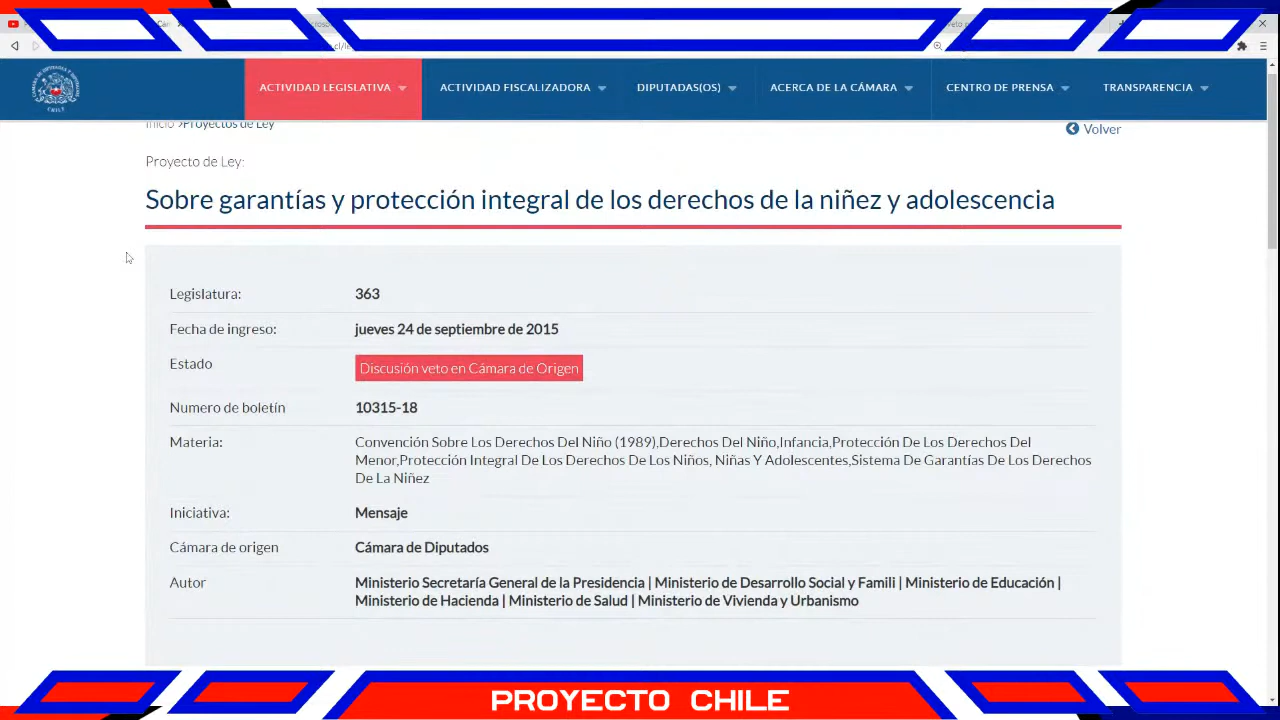 ACTIVIDAD LEGISLATIVA
ACTIVIDAD FISCALIZADORA
DIPUTADAS(OS)
ACERCA DE LA CÁMARA
CENTRO DE PRENSA
TRANSPARENCIA
Inicio >Proyectos de Ley
Volver
Proyecto de Ley:
Sobre garantías y protección integral de los derechos de la niñez y adolescencia
Legislatura: 363
Fecha de ingreso: jueves 24 de septiembre de 2015
Estado Discusión veto en Cámara de Origen
Numero de boletín 10315-18
Materia: Convención Sobre Los Derechos Del Niño (1989),Derechos Del Niño,Infancia,Protección De Los Derechos Del
Menor,Protección Integral De Los Derechos De Los Niños, Niñas Y Adolescentes,Sistema De Garantías De Los Derechos
De La Niñez
Iniciativa: Mensaje
Cámara de origen Cámara de Diputados
Autor Ministerio Secretaría General de la Presidencia | Ministerio de Desarrollo Social y Famili | Ministerio de Educación |
Ministerio de Hacienda | Ministerio de Salud | Ministerio de Vivienda y Urbanismo
PROYECTO CHILE